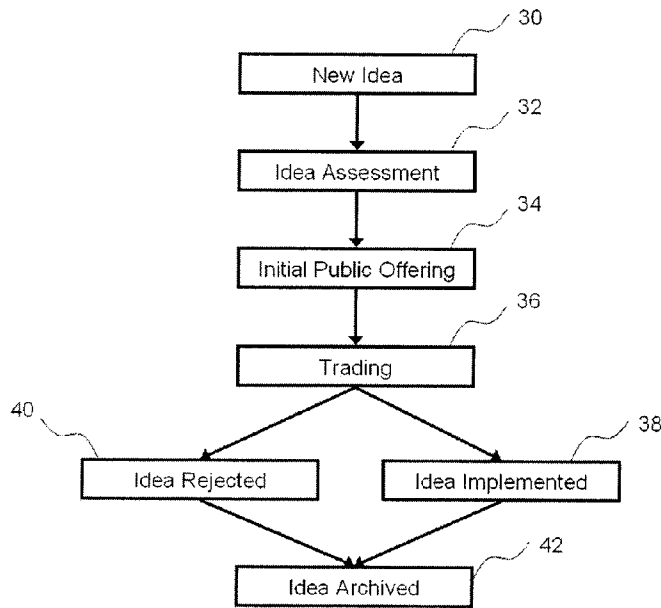 30
New Idea
32
Idea Assessment
34
Initial Public Offering
36
Trading
40
38
Idea Rejected
Idea Implemented
42
Idea Archived